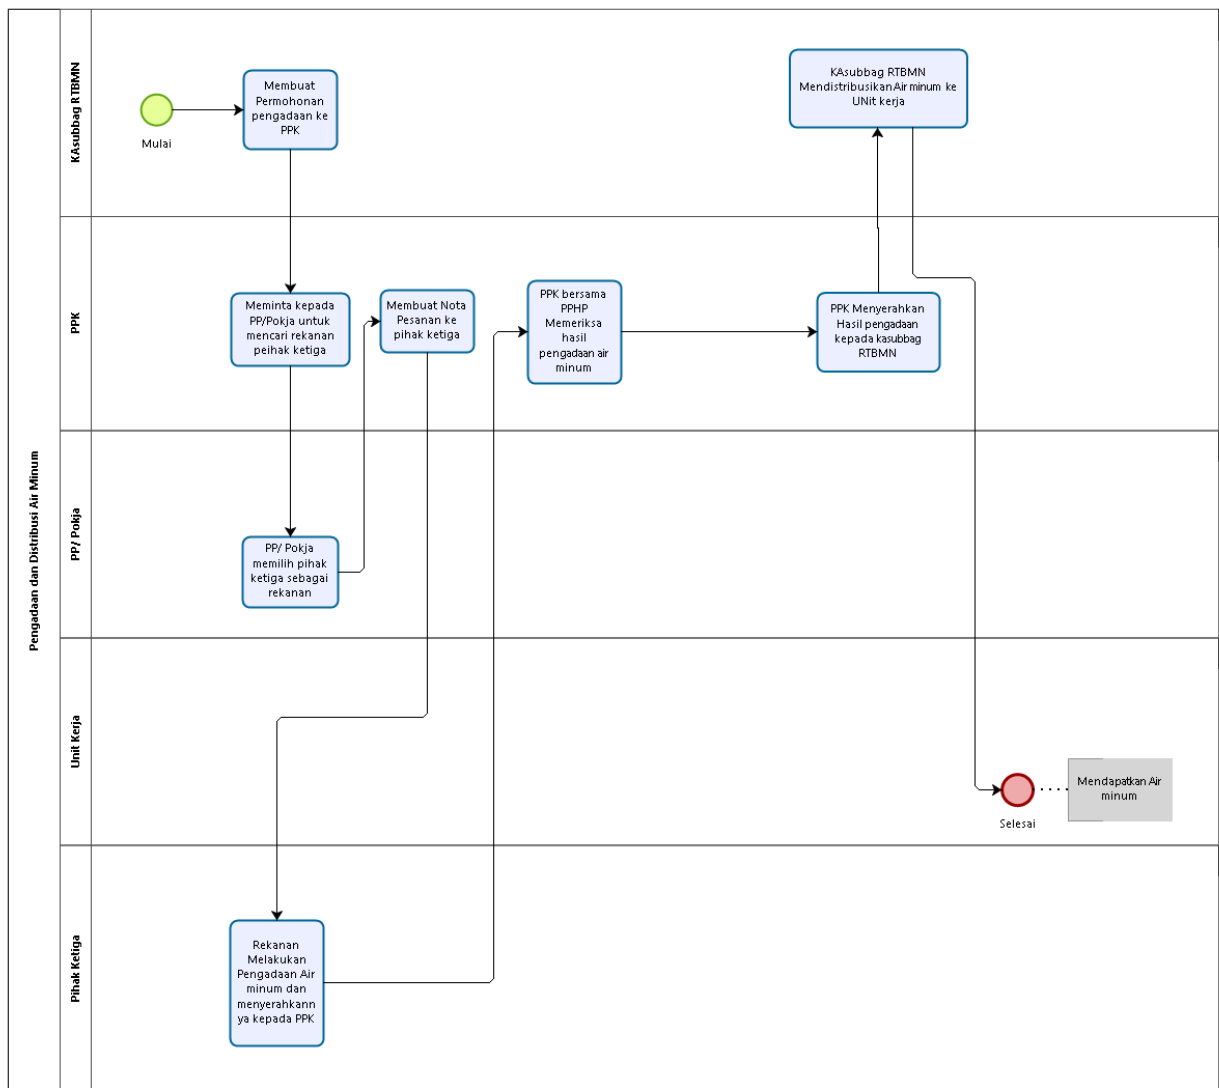 Pengadaan dan Distribusi Air Minum
KAsubbag RTBMN
Mulai
Membuat
Permohonan
pengadaan ke
PPK
KAsubbag RTBMN
Mendistribusikan Air minum ke
UNit kerja
PPK
Meminta kepada
PP/Pokja untuk
mencari rekanan
peihak ketiga
Membuat Nota
Pesanan ke
pihak ketiga
PPK bersama
PPHP
Memeriksa
hasil
pengadaan air
minum
PPK Menyerahkan
Hasil pengadaan
kepada kasubbag
RTBMN
PP/ Pokja
PP/ Pokja
memilih pihak
ketiga sebagai
rekanan
Unit Kerja
Selesai
Mendapatkan Air
minum
Pihak Ketiga
Rekanan
Melakukan
Pengadaan Air
minum dan
menyerahkann
ya kepada PPK